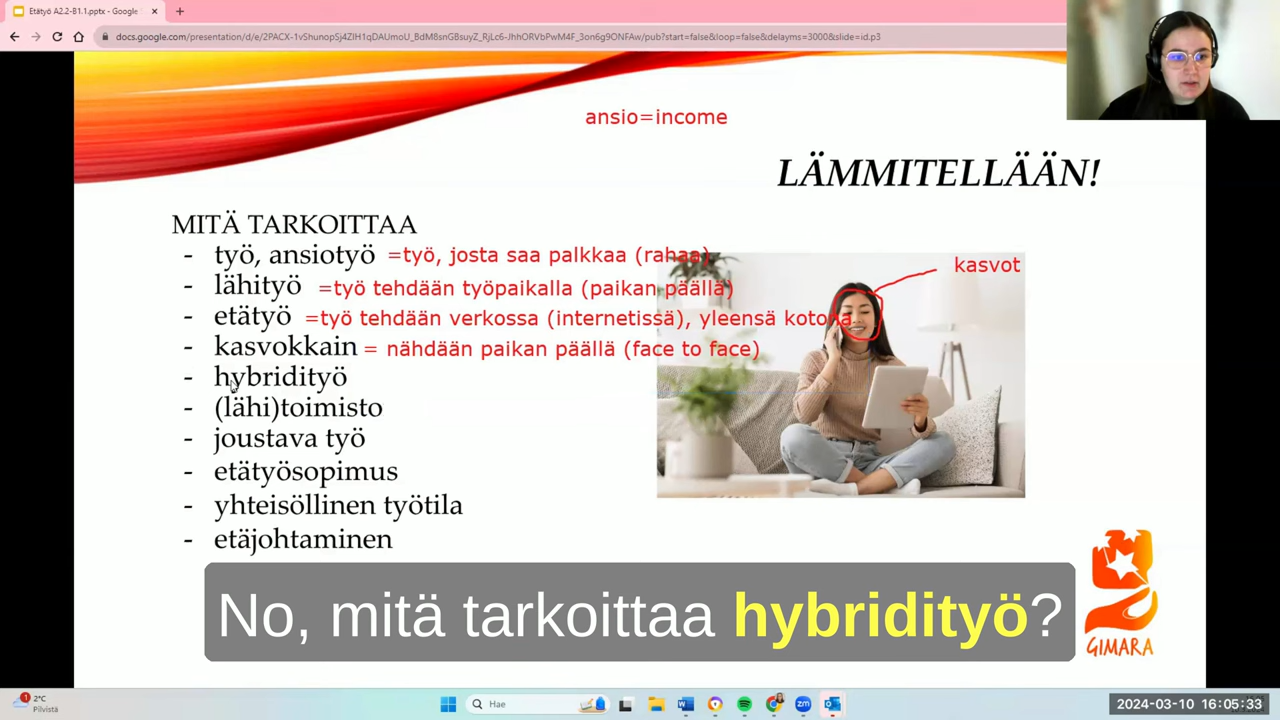 Etätyö A2.2-B1.1.pptx - Google
docs.google.com/presentation/d/e/2PACX-1vShunopSj4ZIH1qDAUmoU_BdM8snGBsuyZ_RjLc6-JhhORVbPwM4F_3on6g9ONFAw/pub?start=false&loop=false&delayms=3000&slide=id.p3
ansio=income
LÄMMITELLÄÄN!
MITÄ TARKOITTAA
- työ, ansiotyö =työ, josta saa palkkaa (rahaa)
kasvot
- lähityö =työ tehdään työpaikalla (paikan päällä)
- etätyö =työ tehdään verkossa (internetissä), yleensä kotona
- kasvokkain = nähdään paikan päällä (face to face)
- hybridityö
- (lähi)toimisto
- joustava työ
- etätyösopimus
- yhteisöllinen työtila
- etäjohtaminen
No, mitä tarkoittaa hybridityö?
GIMARA
1
2°C
Pilvistä
Hae
2024-03-10 16:05:33